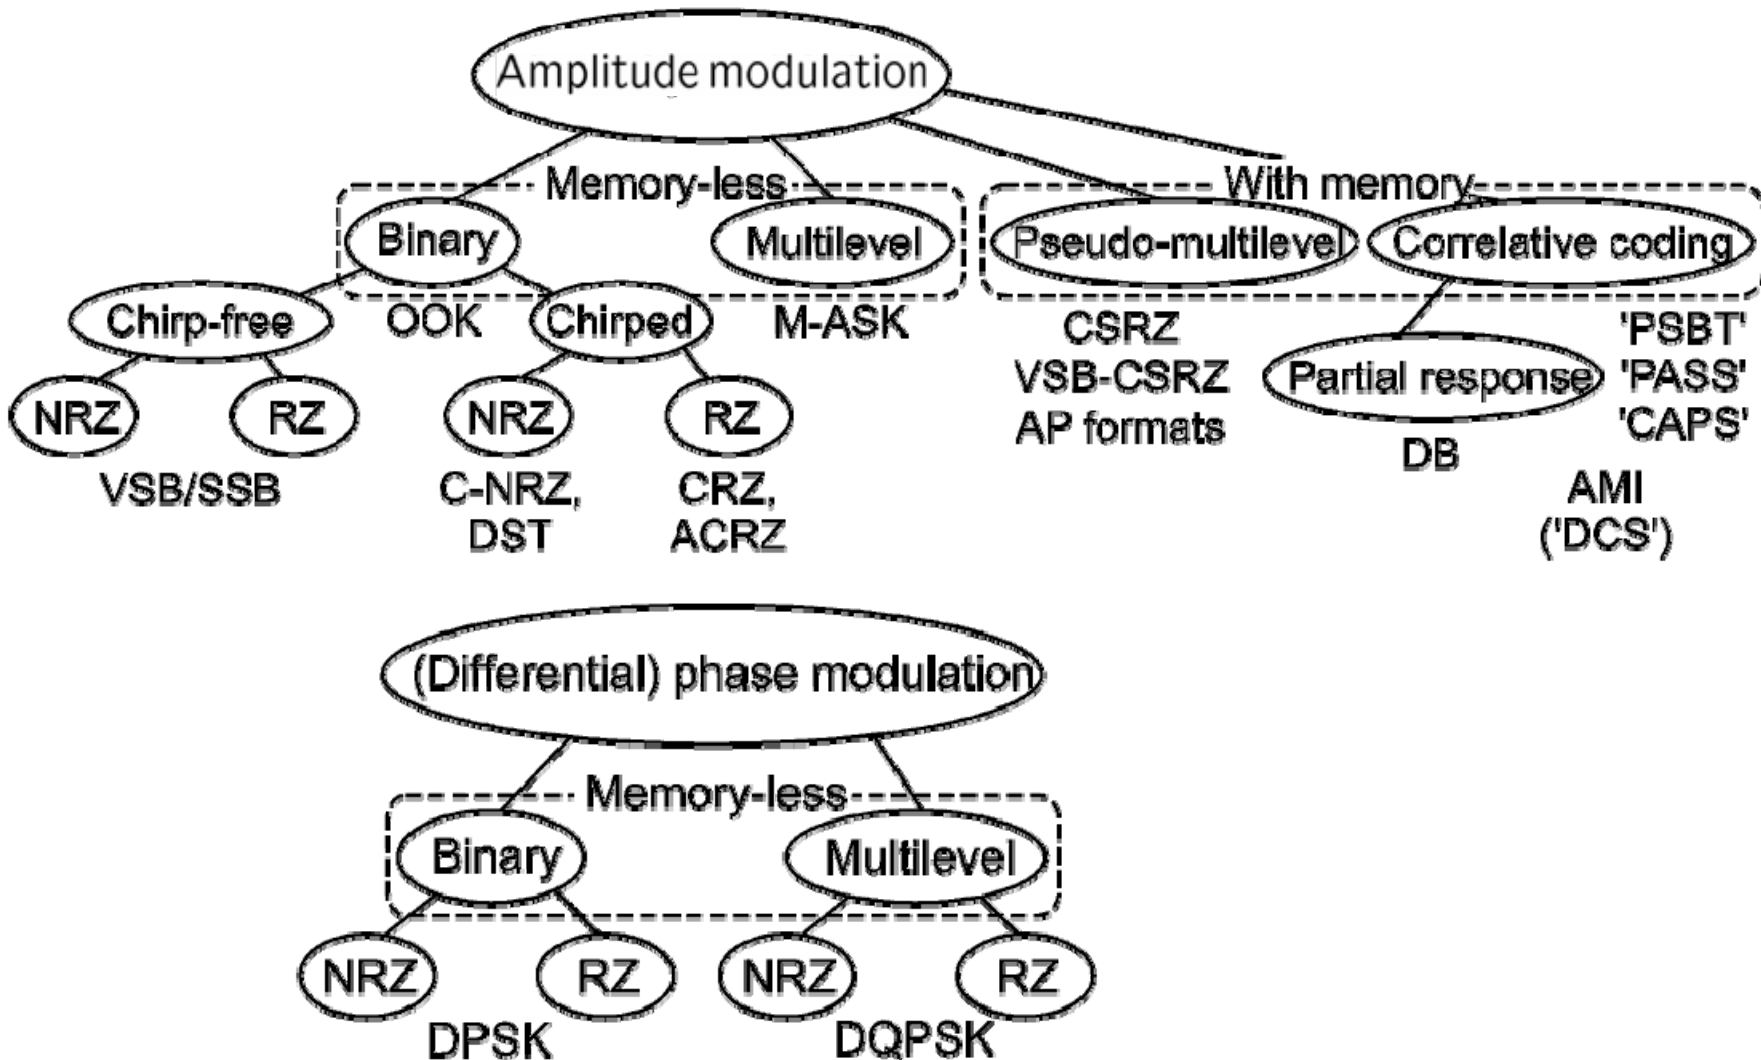 Amplitude modulation
Memory-less
With memory
Binary
Multilevel
Pseudo-multilevel
Correlative coding
Chirp-free
OOK
Chirped
M-ASK
CSRZ
'PSBT'
VSB-CSRZ
Partial response
'PASS'
NRZ
RZ
NRZ
RZ
AP formats
'CAPS'
DB
VSB/SSB
C-NRZ,
CRZ,
AMI
DST
ACRZ
('DCS')
(Differential) phase modulation
Memory-less
Binary
Multilevel
NRZ
RZ
NRZ
RZ
DPSK
DQPSK